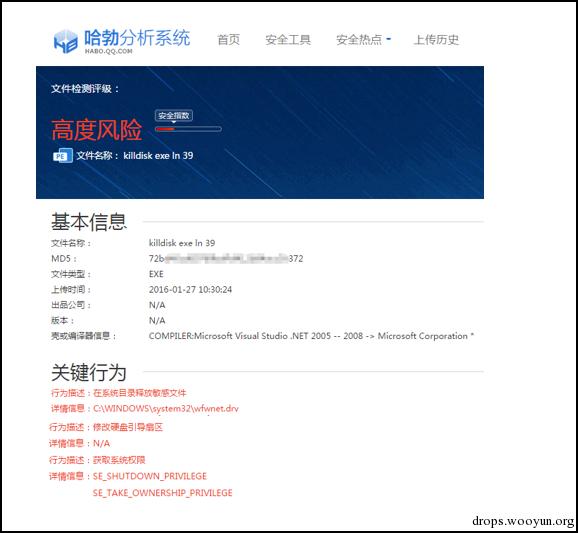 哈勃分析系统
HABO.QQ.COM
首页 安全工具 安全热点 上传历史
文件检测评级：
高度风险
安全指数
PE 文件名称： killdisk exe ln 39
基本信息
文件名称： killdisk exe ln 39
MD5： 72b 372
文件类型： EXE
上传时间： 2016-01-27 10:30:24
出品公司： N/A
版本： N/A
壳或编译器信息： COMPILER:Microsoft Visual Studio .NET 2005 -- 2008 -> Microsoft Corporation *
关键行为
行为描述：在系统目录释放敏感文件
详情信息：C:\WINDOWS\system32\wfwnet.drv
行为描述：修改硬盘引导扇区
详情信息：N/A
行为描述：获取系统权限
详情信息：SE_SHUTDOWN_PRIVILEGE
SE_TAKE_OWNERSHIP_PRIVILEGE
drops.wooyun.org